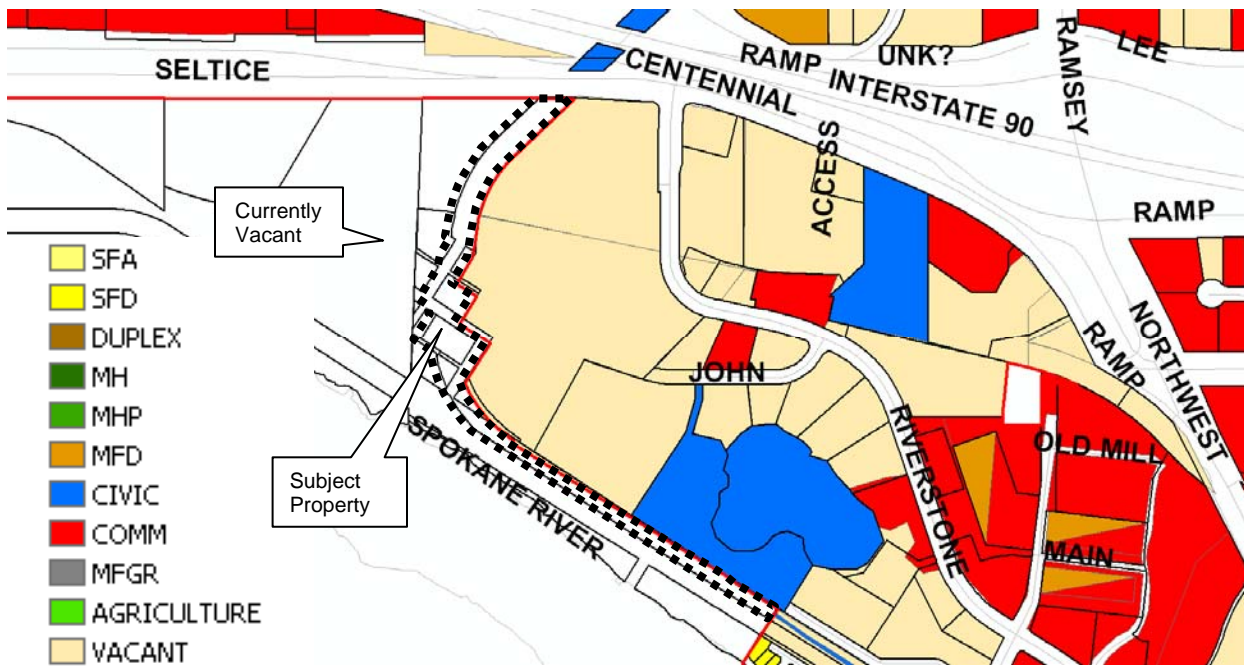 SELTICE
CENTENNIAL
RAMP INTERSTATE 90
UNK?
RAMSEY
LEE
ACCESS
RAMP
Currently
Vacant
SFA
SFD
DUPLEX
MH
MHP
MFD
CIVIC
COMM
MFGR
AGRICULTURE
VACANT
Subject
Property
SPOKANE RIVER
JOHN
RIVERSTONE
RAMP
NORTHWEST
OLD MILL
MAIN